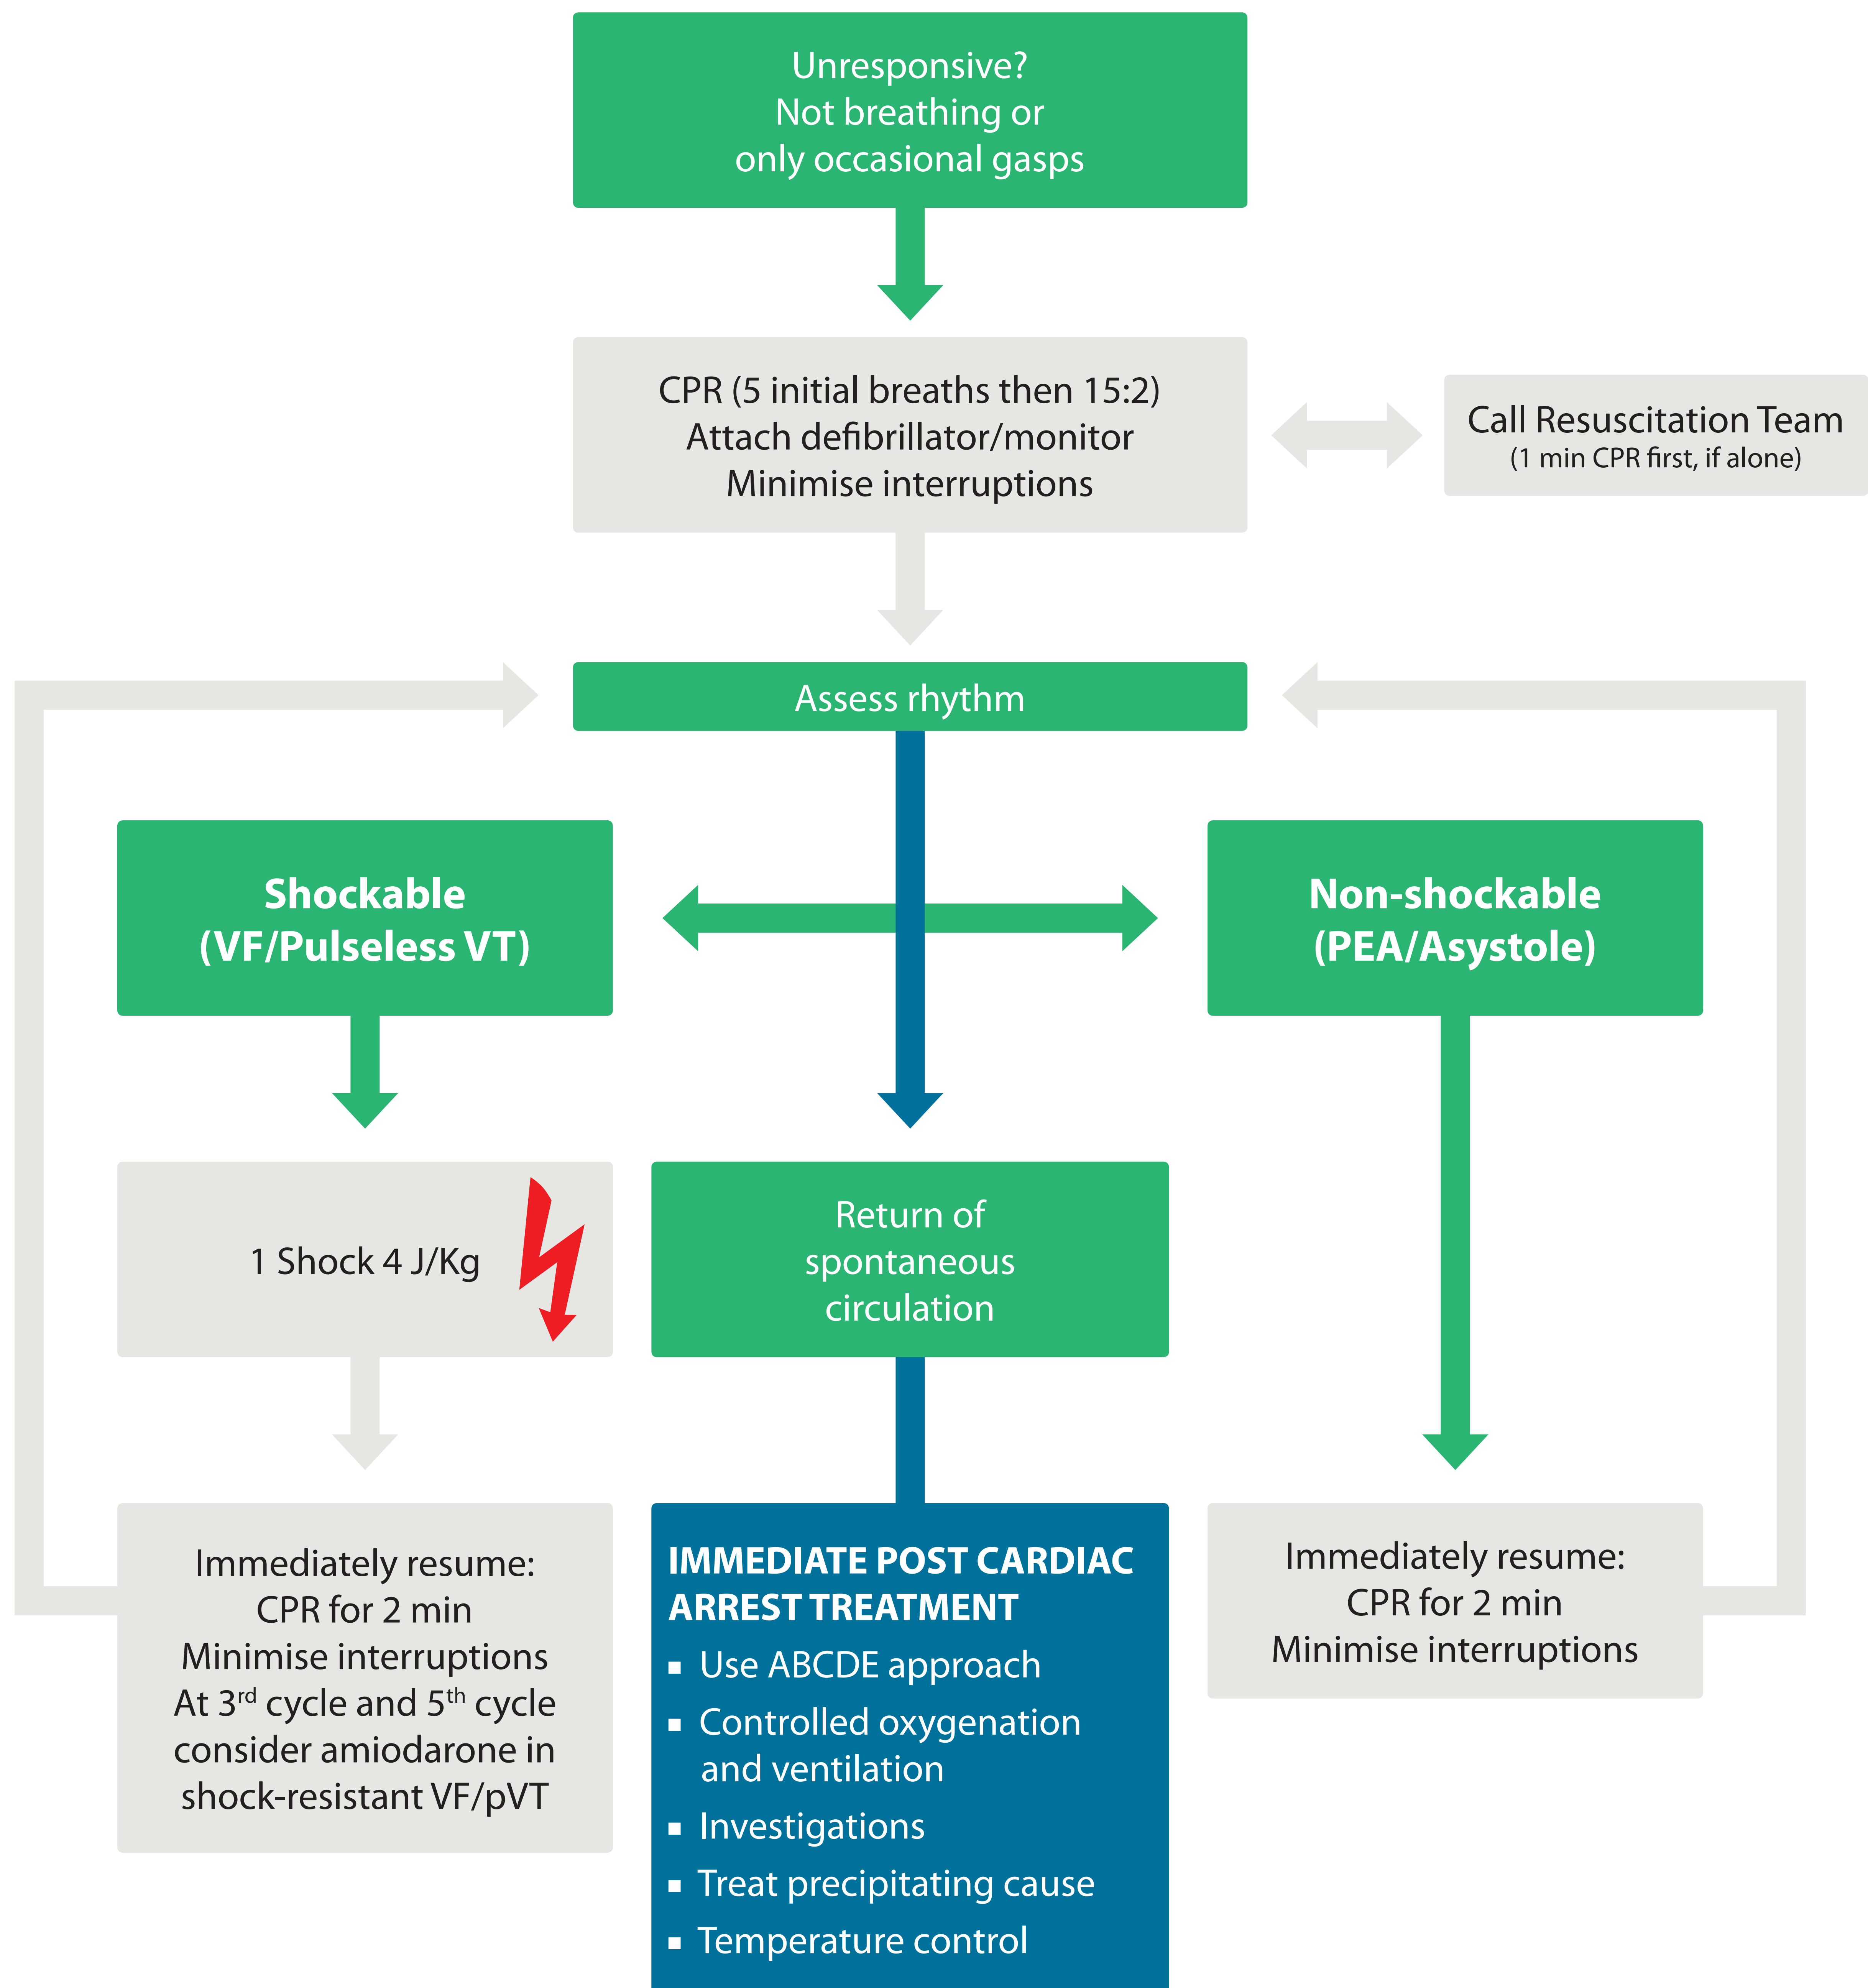 Unresponsive?
Not breathing or
only occasional gasps
CPR (5 initial breaths then 15:2)
Attach defibrillator/monitor
Minimise interruptions
Call Resuscitation Team
(1 min CPR first, if alone)
Assess rhythm
Shockable
(VF/Pulseless VT)
Non-shockable
(PEA/Asystole)
1 Shock 4 J/Kg
Return of
spontaneous
circulation
Immediately resume:
CPR for 2 min
Minimise interruptions
At 3rd cycle and 5th cycle
consider amiodarone in
shock-resistant VF/pVT
IMMEDIATE POST CARDIAC
ARREST TREATMENT
▪ Use ABCDE approach
▪ Controlled oxygenation
and ventilation
▪ Investigations
▪ Treat precipitating cause
▪ Temperature control
Immediately resume:
CPR for 2 min
Minimise interruptions